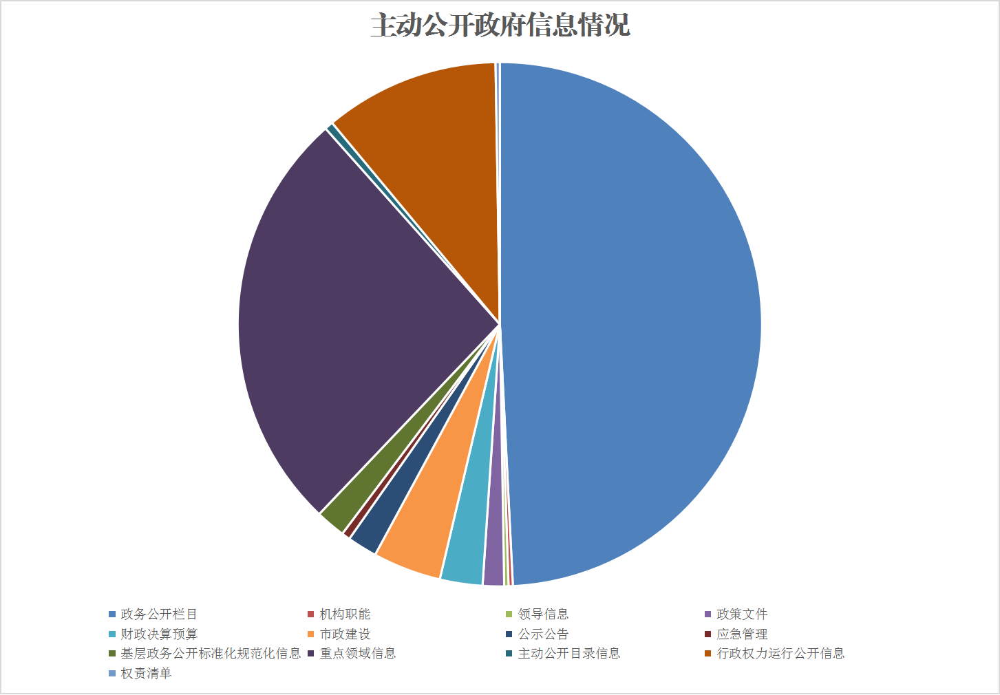 主动公开政府信息情况
政务公开栏目 机构职能 领导信息 政策文件
财政决算预算 市政建设 公示公告 应急管理
基层政务公开标准化规范化信息 重点领域信息 主动公开目录信息 行政权力运行公开信息
权责清单